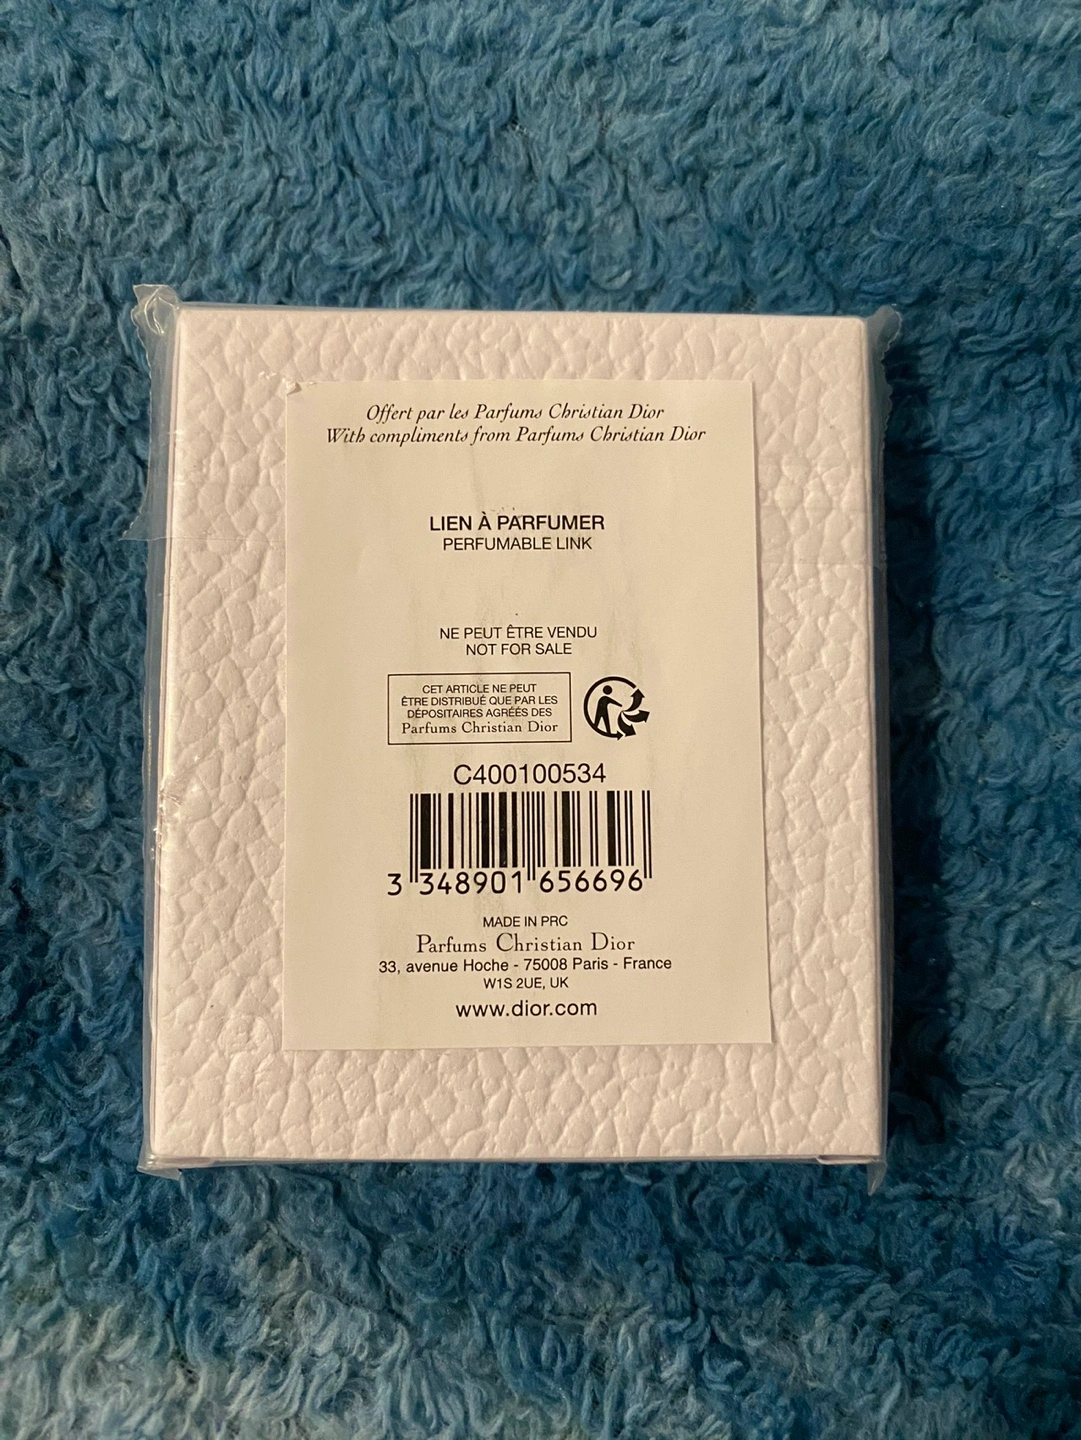 Offert par les Parfums Christian Dior
With compliments from Parfums Christian Dior
LIEN À PARFUMER
PERFUMABLE LINK
NE PEUT ÊTRE VENDU
NOT FOR SALE
CET ARTICLE NE PEUT
ÊTRE DISTRIBUÉ QUE PAR LES
DÉPOSITAIRES AGRÉÉS DES
Parfums Christian Dior
C400100534
3 348901 656696
MADE IN PRC
Parfums Christian Dior
33, avenue Hoche - 75008 Paris - France
W1S 2UE, UK
www.dior.com